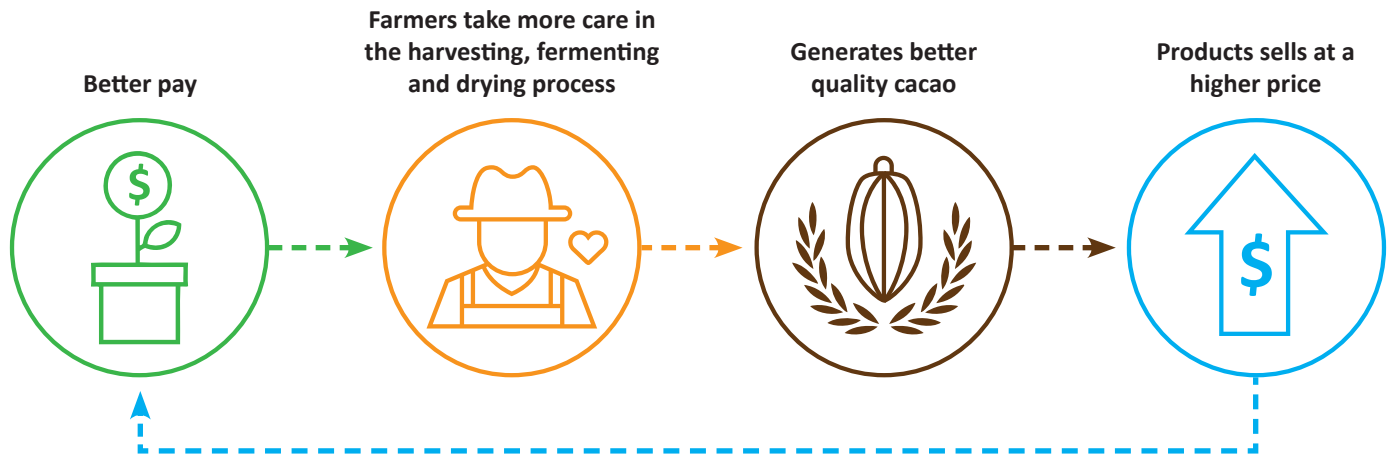 Better pay
Farmers take more care in
the harvesting, fermenting
and drying process
Generates better
quality cacao
Products sells at a
higher price
$
$